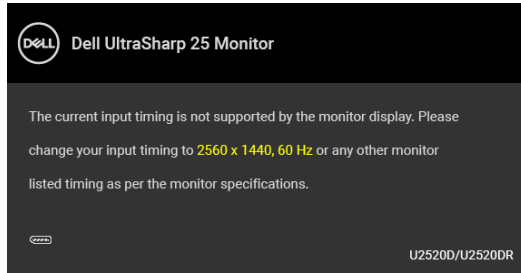 DELL
Dell UltraSharp 25 Monitor
The current input timing is not supported by the monitor display. Please
change your input timing to 2560 x 1440, 60 Hz or any other monitor
listed timing as per the monitor specifications.
U2520D/U2520DR